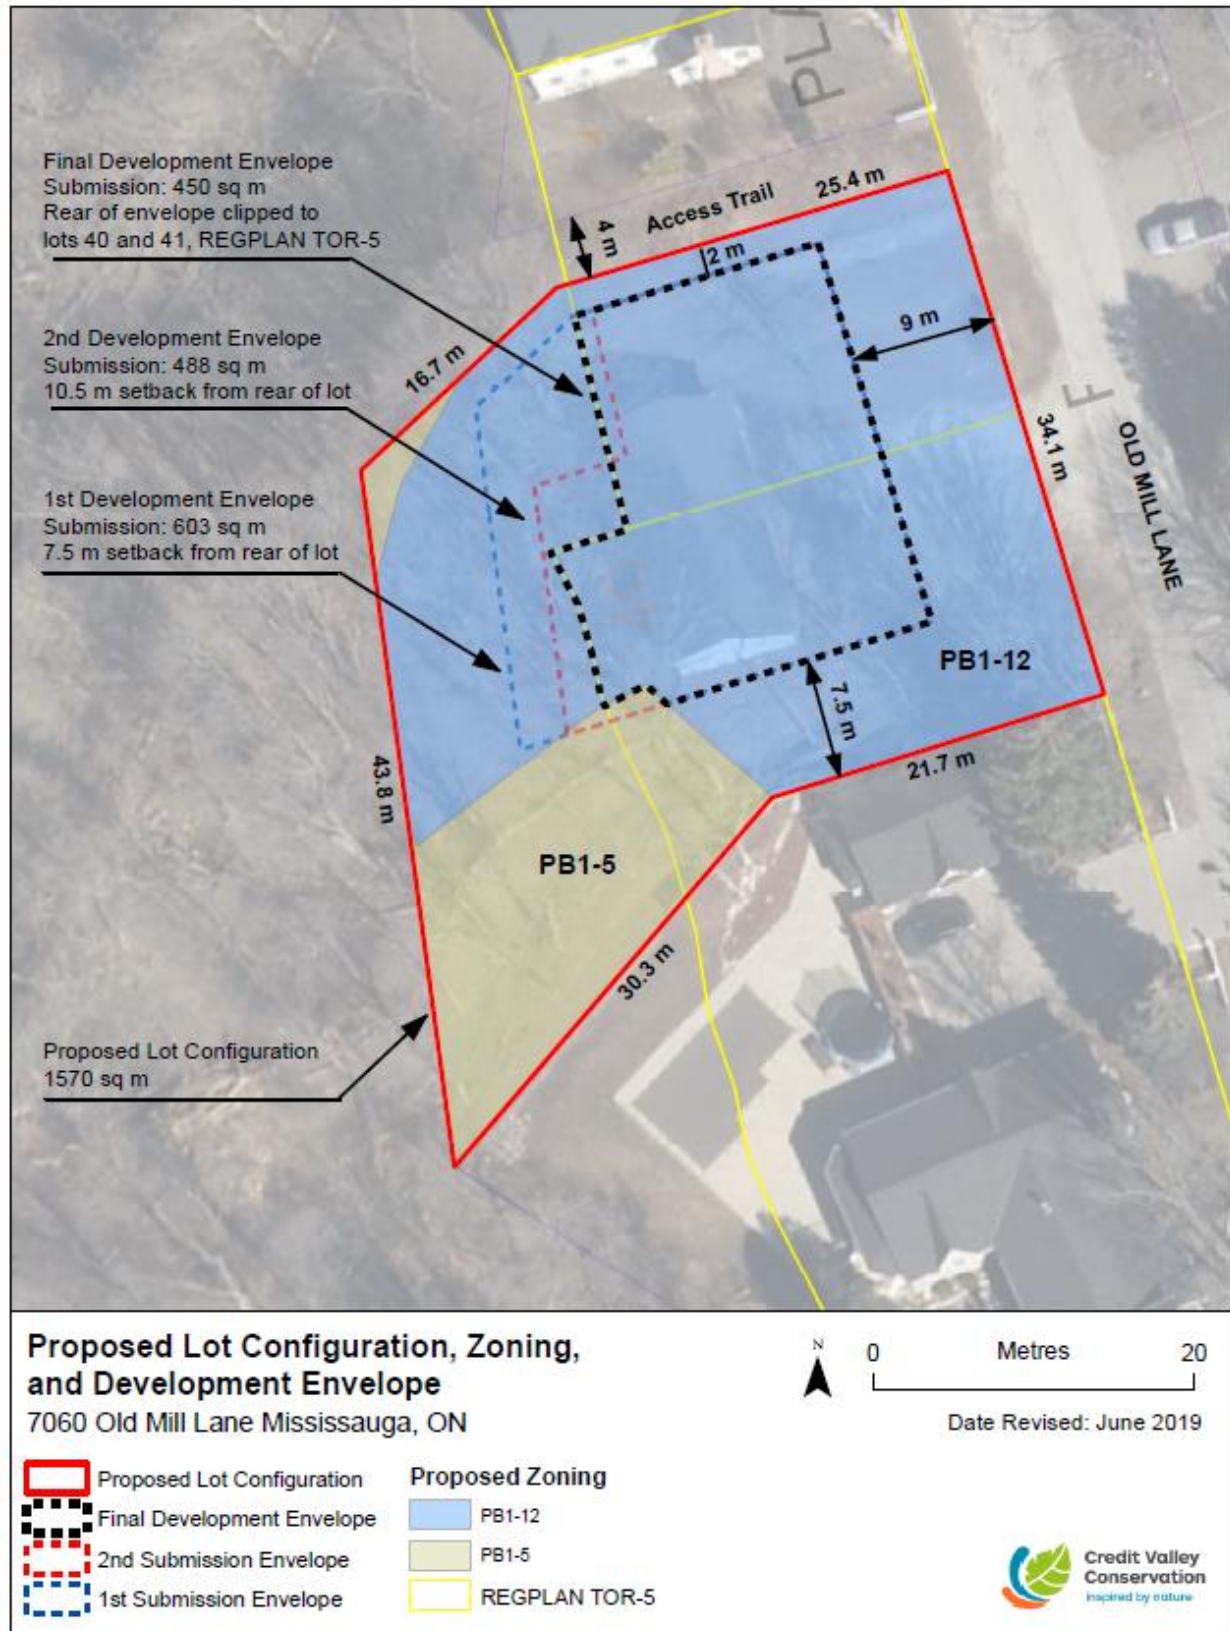 PLA
Final Development Envelope
Submission: 450 sq m
Rear of envelope clipped to
lots 40 and 41, REGPLAN TOR-5
Access Trail
25.4 m
4 m
2 m
2nd Development Envelope
Submission: 488 sq m
10.5 m setback from rear of lot
16.7 m
9 m
F
34.1 m
OLD MILL LANE
1st Development Envelope
Submission: 603 sq m
7.5 m setback from rear of lot
PB1-12
7.5 m
21.7 m
43.8 m
PB1-5
30.3 m
Proposed Lot Configuration
1570 sq m
Proposed Lot Configuration, Zoning,
and Development Envelope
7060 Old Mill Lane Mississauga, ON
N
0 Metres 20
Date Revised: June 2019
Proposed Lot Configuration
Final Development Envelope
2nd Submission Envelope
1st Submission Envelope
Proposed Zoning
PB1-12
PB1-5
REGPLAN TOR-5
Credit Valley
Conservation
inspired by nature